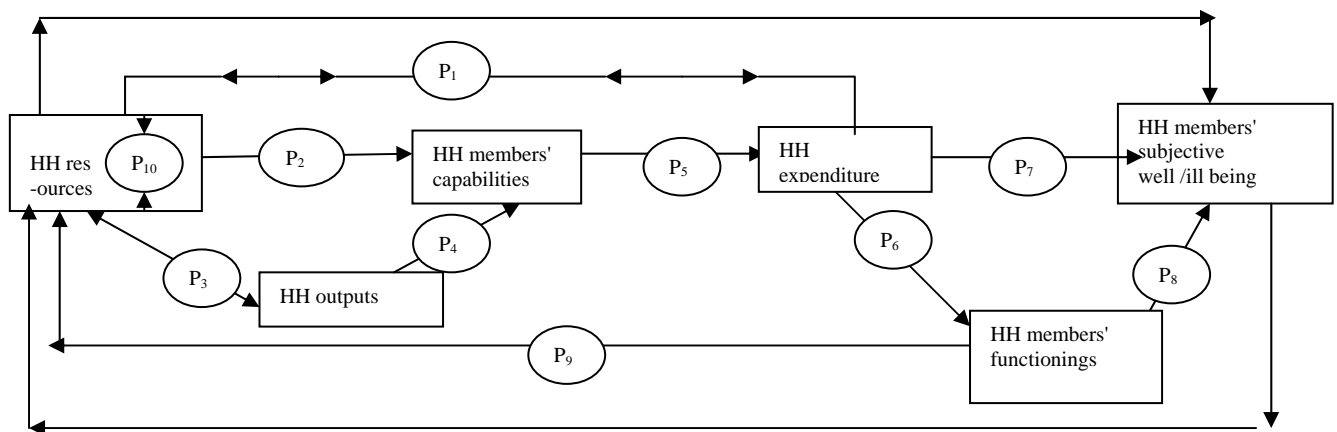 P1
HH res
-ources
P10
P2
HH members'
capabilities
P5
HH
expenditure
P7
HH members'
subjective
well /ill being
P3
P4
P6
P8
HH outputs
HH members'
functionings
P9